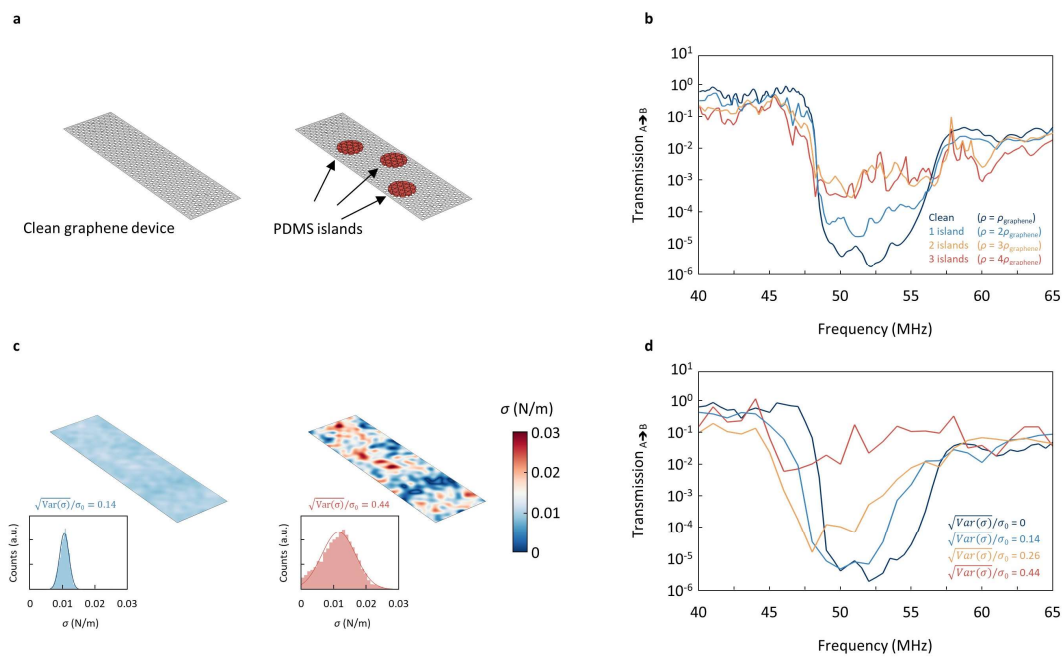 a
Clean graphene device
PDMS islands
b
10^1
10^0
10^-1
10^-2
10^-3
10^-4
10^-5
10^-6
Transmission A➔B
Clean (ρ = ρgraphene)
1 island (ρ = 2ρgraphene)
2 islands (ρ = 3ρgraphene)
3 islands (ρ = 4ρgraphene)
40 45 50 55 60 65
Frequency (MHz)
c
√Var(σ)/σ0 = 0.14
Counts (a.u.)
0 0.01 0.02 0.03
σ (N/m)
√Var(σ)/σ0 = 0.44
Counts (a.u.)
0 0.01 0.02 0.03
σ (N/m)
σ (N/m)
0.03
0.02
0.01
0
d
10^1
10^0
10^-1
10^-2
10^-3
10^-4
10^-5
10^-6
Transmission A➔B
√Var(σ)/σ0 = 0
√Var(σ)/σ0 = 0.14
√Var(σ)/σ0 = 0.26
√Var(σ)/σ0 = 0.44
40 45 50 55 60 65
Frequency (MHz)